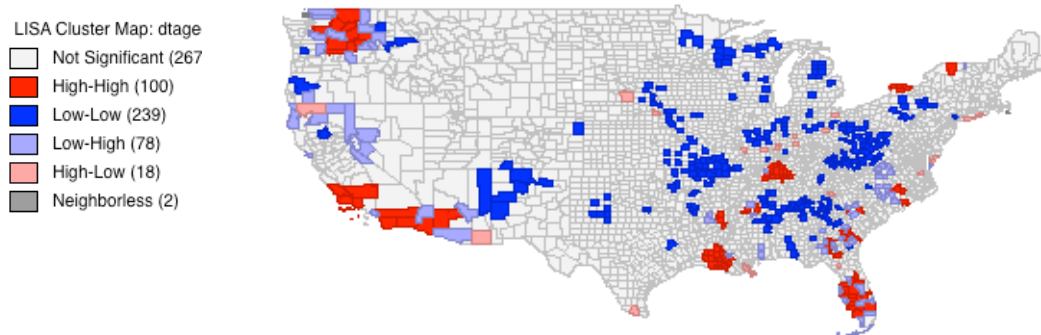 LISA Cluster Map: dtage
Not Significant (267
High-High (100)
Low-Low (239)
Low-High (78)
High-Low (18)
Neighborless (2)